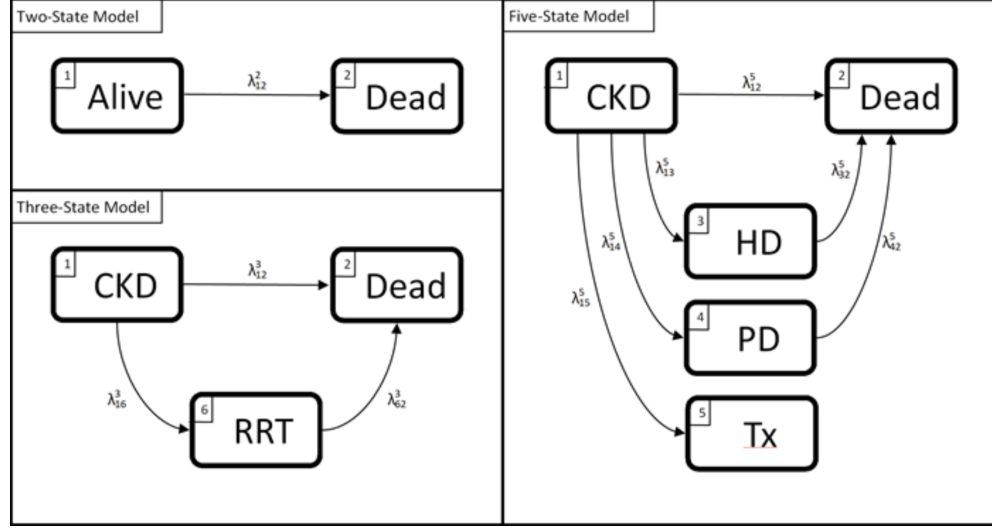 Two-State Model
1
Alive
λ²₁₂
2
Dead
Three-State Model
1
CKD
λ³₁₂
2
Dead
λ³₁₆
6
RRT
λ³₆₂
Five-State Model
1
CKD
λ⁵₁₂
2
Dead
λ⁵₁₃
λ⁵₃₂
3
HD
λ⁵₁₄
λ⁵₄₂
4
PD
λ⁵₁₅
5
Tx